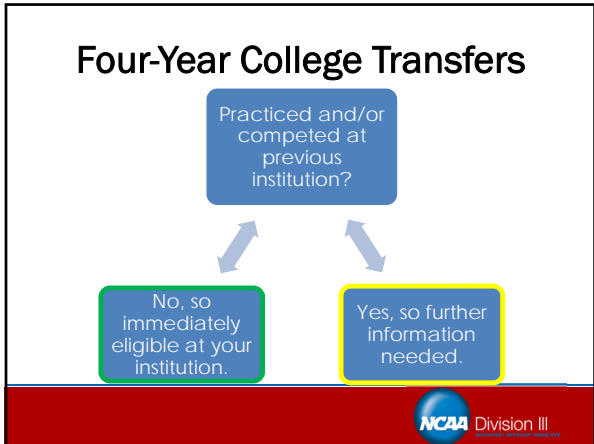 Four-Year College Transfers
Practiced and/or
competed at
previous
institution?
No, so
immediately
eligible at your
institution.
Yes, so further
information
needed.
NCAA Division III